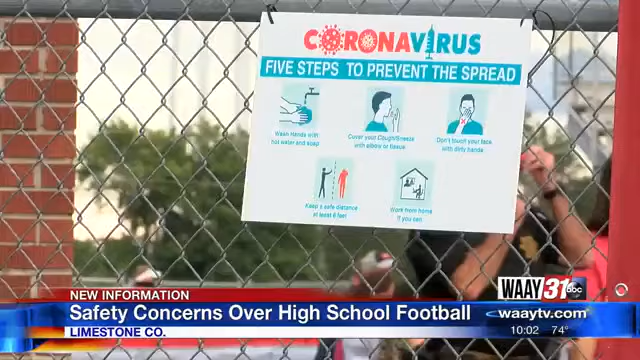 CORONAVIRUS
FIVE STEPS TO PREVENT THE SPREAD
Wash Hands with
hot water and soap
Cover your Cough/Sneeze
with elbow or tissue
Don't touch your face
with dirty hands
Keep a safe distance
at least 6 feet
Work from home
if you can
NEW INFORMATION
Safety Concerns Over High School Football
LIMESTONE CO.
WAAY 31 abc
waaytv.com
10:02 74°